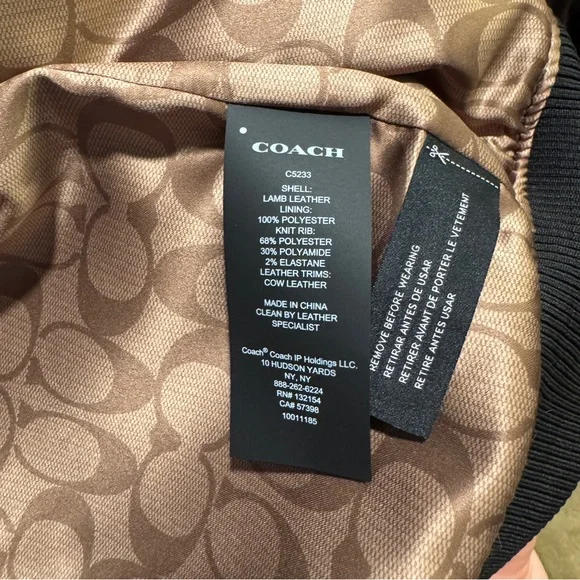 COACH
C5233
SHELL:
LAMB LEATHER
LINING:
100% POLYESTER
KNIT RIB:
68% POLYESTER
30% POLYAMIDE
2% ELASTANE
LEATHER TRIMS:
COW LEATHER
MADE IN CHINA
CLEAN BY LEATHER
SPECIALIST
Coach® Coach IP Holdings LLC.
10 HUDSON YARDS
NY, NY
888-262-6224
RN# 132154
CA# 57398
10011185
REMOVE BEFORE WEARING
RETIRAR ANTES DE USAR
RETIRER AVANT DE PORTER LE VETEMENT
RETIRE ANTES USAR